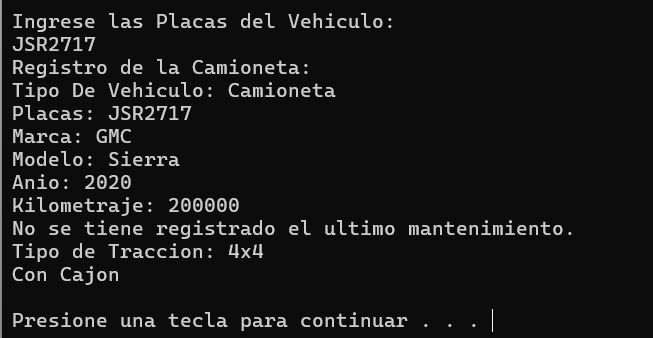 Ingrese las Placas del Vehiculo:
JSR2717
Registro de la Camioneta:
Tipo De Vehiculo: Camioneta
Placas: JSR2717
Marca: GMC
Modelo: Sierra
Anio: 2020
Kilometraje: 200000
No se tiene registrado el ultimo mantenimiento.
Tipo de Traccion: 4x4
Con Cajon
Presione una tecla para continuar . . .